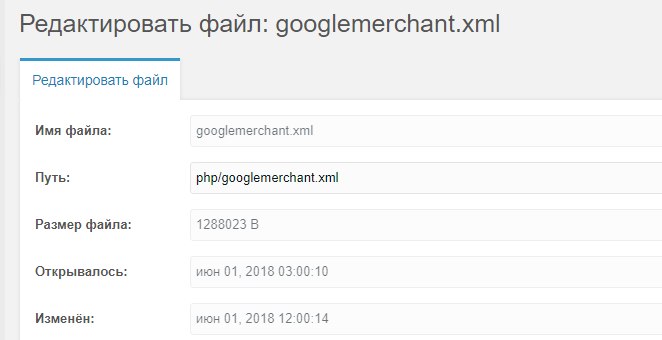 Редактировать файл: googlemerchant.xml
Редактировать файл
Имя файла: googlemerchant.xml
Путь: php/googlemerchant.xml
Размер файла: 1288023 B
Открывалось: июн 01, 2018 03:00:10
Изменён: июн 01, 2018 12:00:14